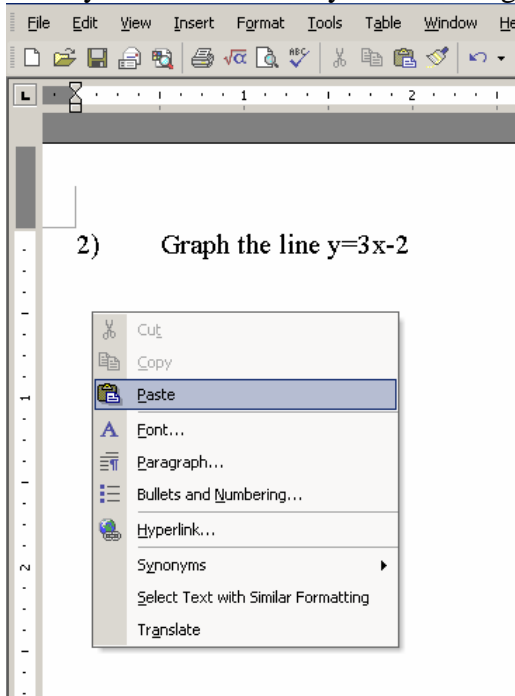 File Edit View Insert Format Tools Table Window
ABC
L
1 2
2) Graph the line y=3x-2
Cut
Copy
Paste
Font...
1
Paragraph...
Bullets and Numbering...
Hyperlink...
2
Synonyms
Select Text with Similar Formatting
Translate